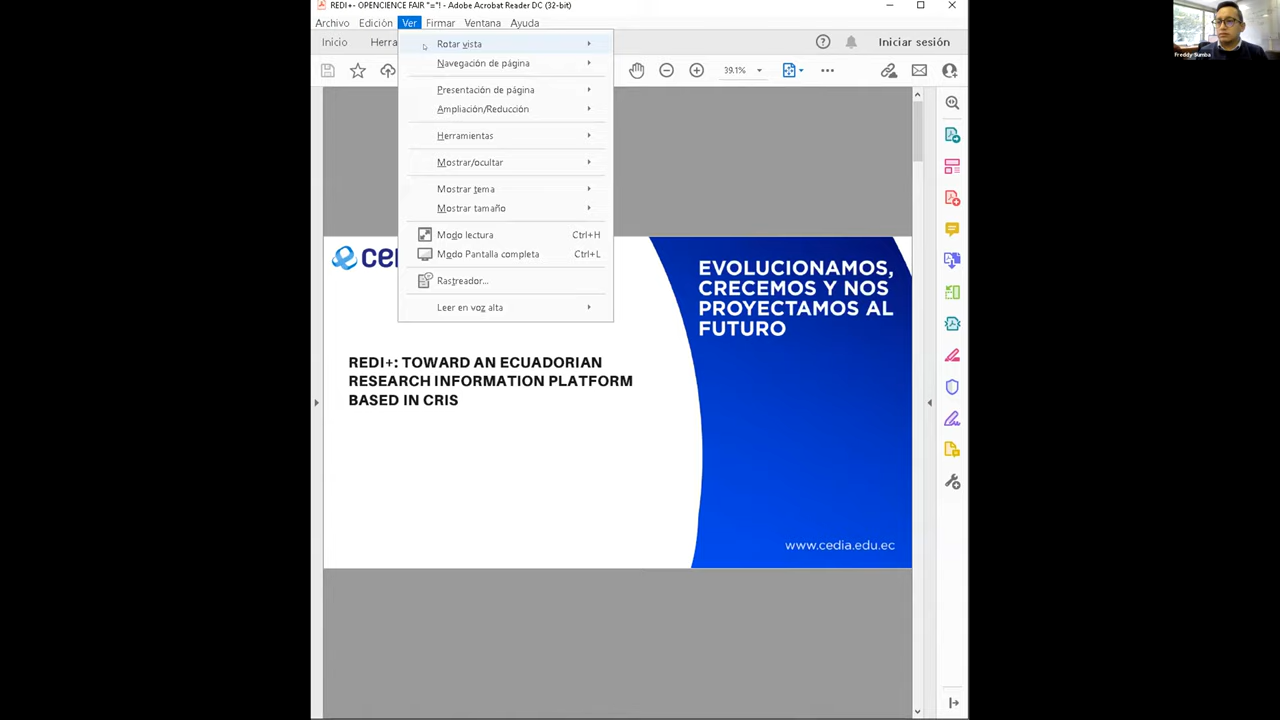 REDI+- OPENCIENCE FAIR "="! - Adobe Acrobat Reader DC (32-bit)
Archivo Edición Ver Firmar Ventana Ayuda
Inicio Herra Iniciar sesión
39.1%
Rotar vista
Navegación de página
Presentación de página
Ampliación/Reducción
Herramientas
Mostrar/ocultar
Mostrar tema
Mostrar tamaño
Modo lectura Ctrl+H
Modo Pantalla completa Ctrl+L
Rastreador...
Leer en voz alta
ce
EVOLUCIONAMOS,
CRECEMOS Y NOS
PROYECTAMOS AL
FUTURO
REDI+: TOWARD AN ECUADORIAN
RESEARCH INFORMATION PLATFORM
BASED IN CRIS
www.cedia.edu.ec
Freddy Sumba